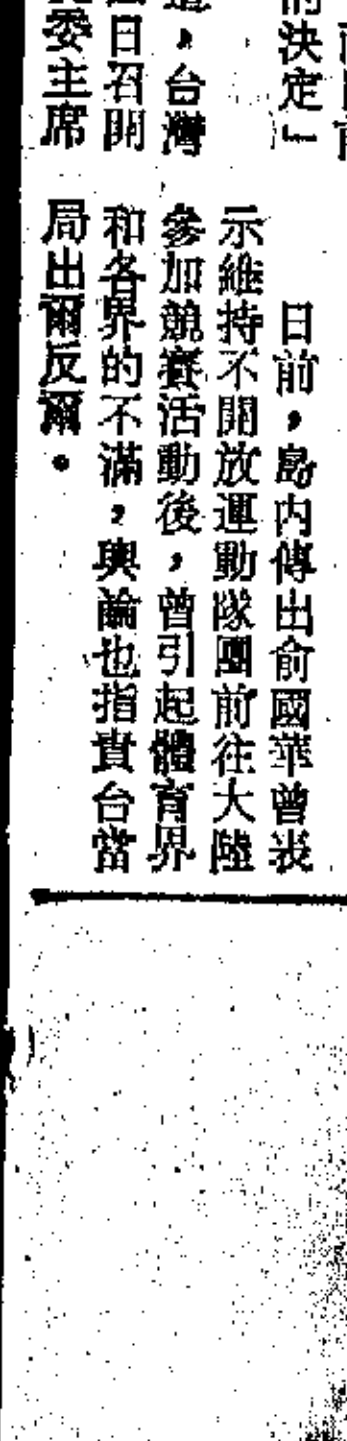 的決定」
道，台灣
日召開
委主席
日前，島內傳出俞國華曾表
示維持不開放運動隊團前往大陸
參加競賽活動後，曾引起體育界
和各界的不滿，輿論也指責台當
局出爾反爾。